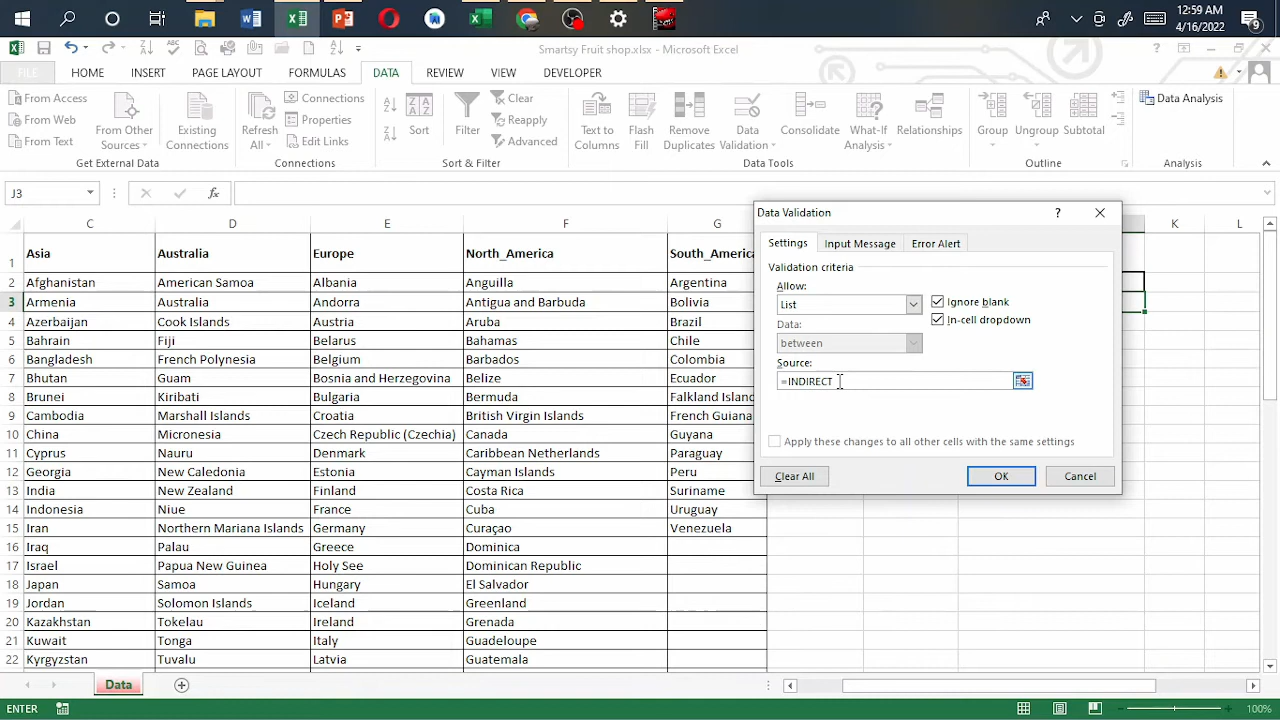 12:59 AM
4/16/2022
9
Smartsy Fruit shop.xlsx - Microsoft Excel
FILE HOME INSERT PAGE LAYOUT FORMULAS DATA REVIEW VIEW DEVELOPER
From Access
From Web
From Text
From Other Sources
Existing Connections
Get External Data
Refresh All
Connections
Properties
Edit Links
Connections
Sort
Filter
Clear
Reapply
Advanced
Sort & Filter
Text to Columns
Flash Fill
Remove Duplicates
Data Validation
Consolidate
What-If Analysis
Relationships
Data Tools
Group
Ungroup
Subtotal
Outline
Data Analysis
Analysis
J3
fx
C D E F G K L
1 Asia Australia Europe North_America South_America
2 Afghanistan American Samoa Albania Anguilla Argentina
3 Armenia Australia Andorra Antigua and Barbuda Bolivia
4 Azerbaijan Cook Islands Austria Aruba Brazil
5 Bahrain Fiji Belarus Bahamas Chile
6 Bangladesh French Polynesia Belgium Barbados Colombia
7 Bhutan Guam Bosnia and Herzegovina Belize Ecuador
8 Brunei Kiribati Bulgaria Bermuda Falkland Island
9 Cambodia Marshall Islands Croatia British Virgin Islands French Guiana
10 China Micronesia Czech Republic (Czechia) Canada Guyana
11 Cyprus Nauru Denmark Caribbean Netherlands Paraguay
12 Georgia New Caledonia Estonia Cayman Islands Peru
13 India New Zealand Finland Costa Rica Suriname
14 Indonesia Niue France Cuba Uruguay
15 Iran Northern Mariana Islands Germany Curaçao Venezuela
16 Iraq Palau Greece Dominica
17 Israel Papua New Guinea Holy See Dominican Republic
18 Japan Samoa Hungary El Salvador
19 Jordan Solomon Islands Iceland Greenland
20 Kazakhstan Tokelau Ireland Grenada
21 Kuwait Tonga Italy Guadeloupe
22 Kyrgyzstan Tuvalu Latvia Guatemala
Data Validation
Settings Input Message Error Alert
Validation criteria
Allow:
List
Ignore blank
In-cell dropdown
Data:
between
Source:
=INDIRECT
Apply these changes to all other cells with the same settings
Clear All OK Cancel
Data
ENTER
100%